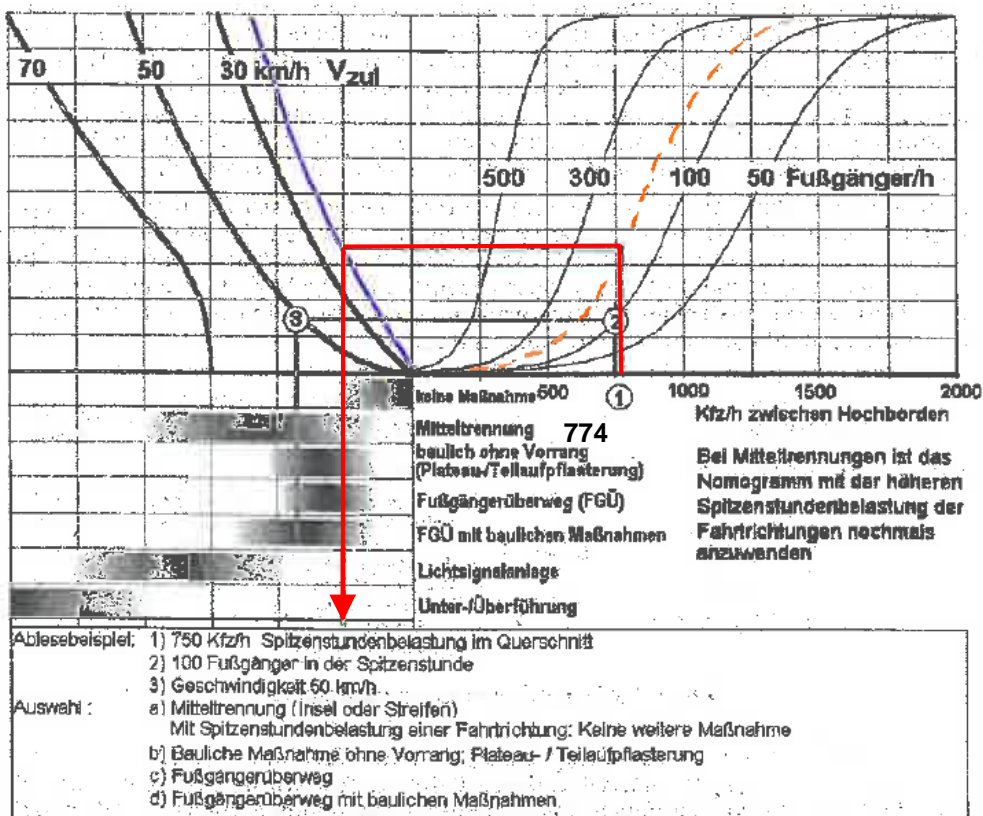 70 50 30 km/h Vzul
500 300 100 50 Fußgänger/h
3 2
500 1 1000 1500 2000
Kfz/h zwischen Hochborden
keine Maßnahme
Mitteltrennung
774
baulich ohne Vorrang
(Plateau-/Teilaufpflasterung)
Fußgängerüberweg (FGÜ)
FGÜ mit baulichen Maßnahmen
Lichtsignalanlage
Unter-/Überführung
Bei Mitteltrennungen ist das
Nomogramm mit der höheren
Spitzenstundenbelastung der
Fahrtrichtungen nochmals
anzuwenden
Ablesebeispiel: 1) 750 Kfz/h Spitzenstundenbelastung im Querschnitt
2) 100 Fußgänger in der Spitzenstunde
3) Geschwindigkeit 50 km/h
Auswahl : a) Mitteltrennung (Insel oder Streifen)
Mit Spitzenstundenbelastung einer Fahrtrichtung: Keine weitere Maßnahme
b) Bauliche Maßnahme ohne Vorrang; Plateau- / Teilaufpflasterung
c) Fußgängerüberweg
d) Fußgängerüberweg mit baulichen Maßnahmen